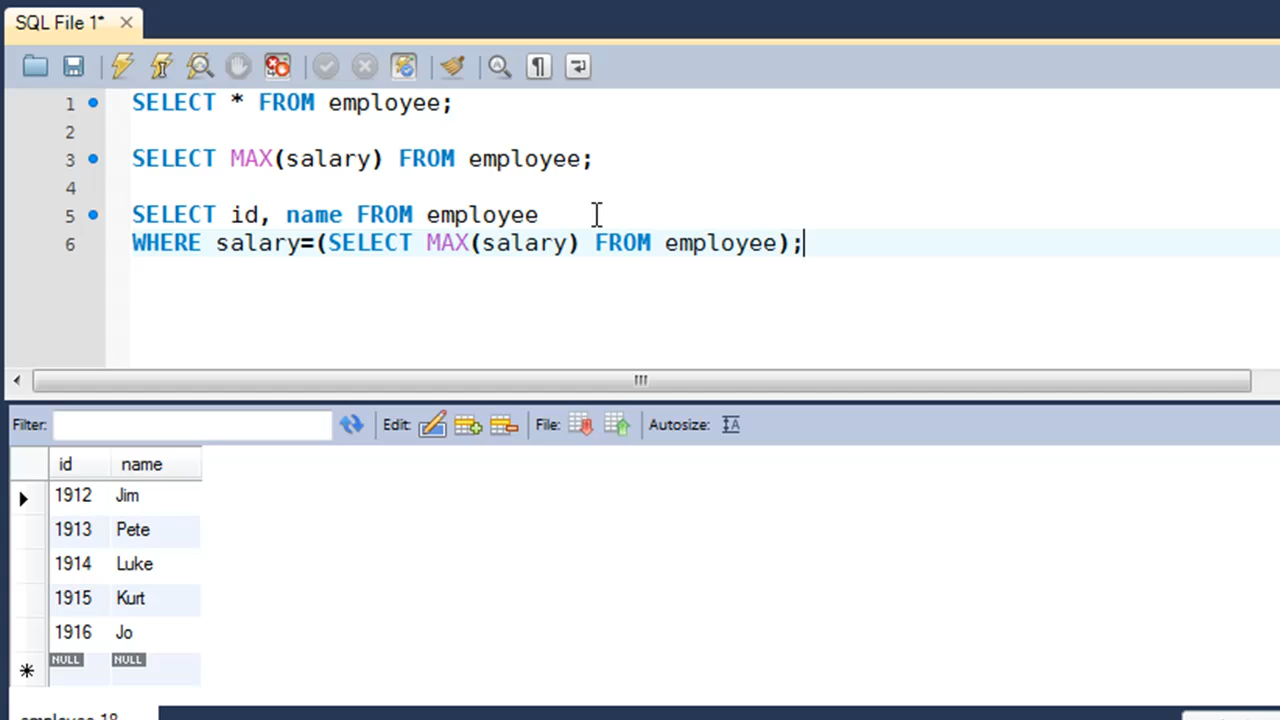 SQL File 1*
1 SELECT * FROM employee;
2
3 SELECT MAX(salary) FROM employee;
4
5 SELECT id, name FROM employee
6 WHERE salary=(SELECT MAX(salary) FROM employee);
Filter: Edit: File: Autosize:
id name
1912 Jim
1913 Pete
1914 Luke
1915 Kurt
1916 Jo
NULL NULL
employee 18